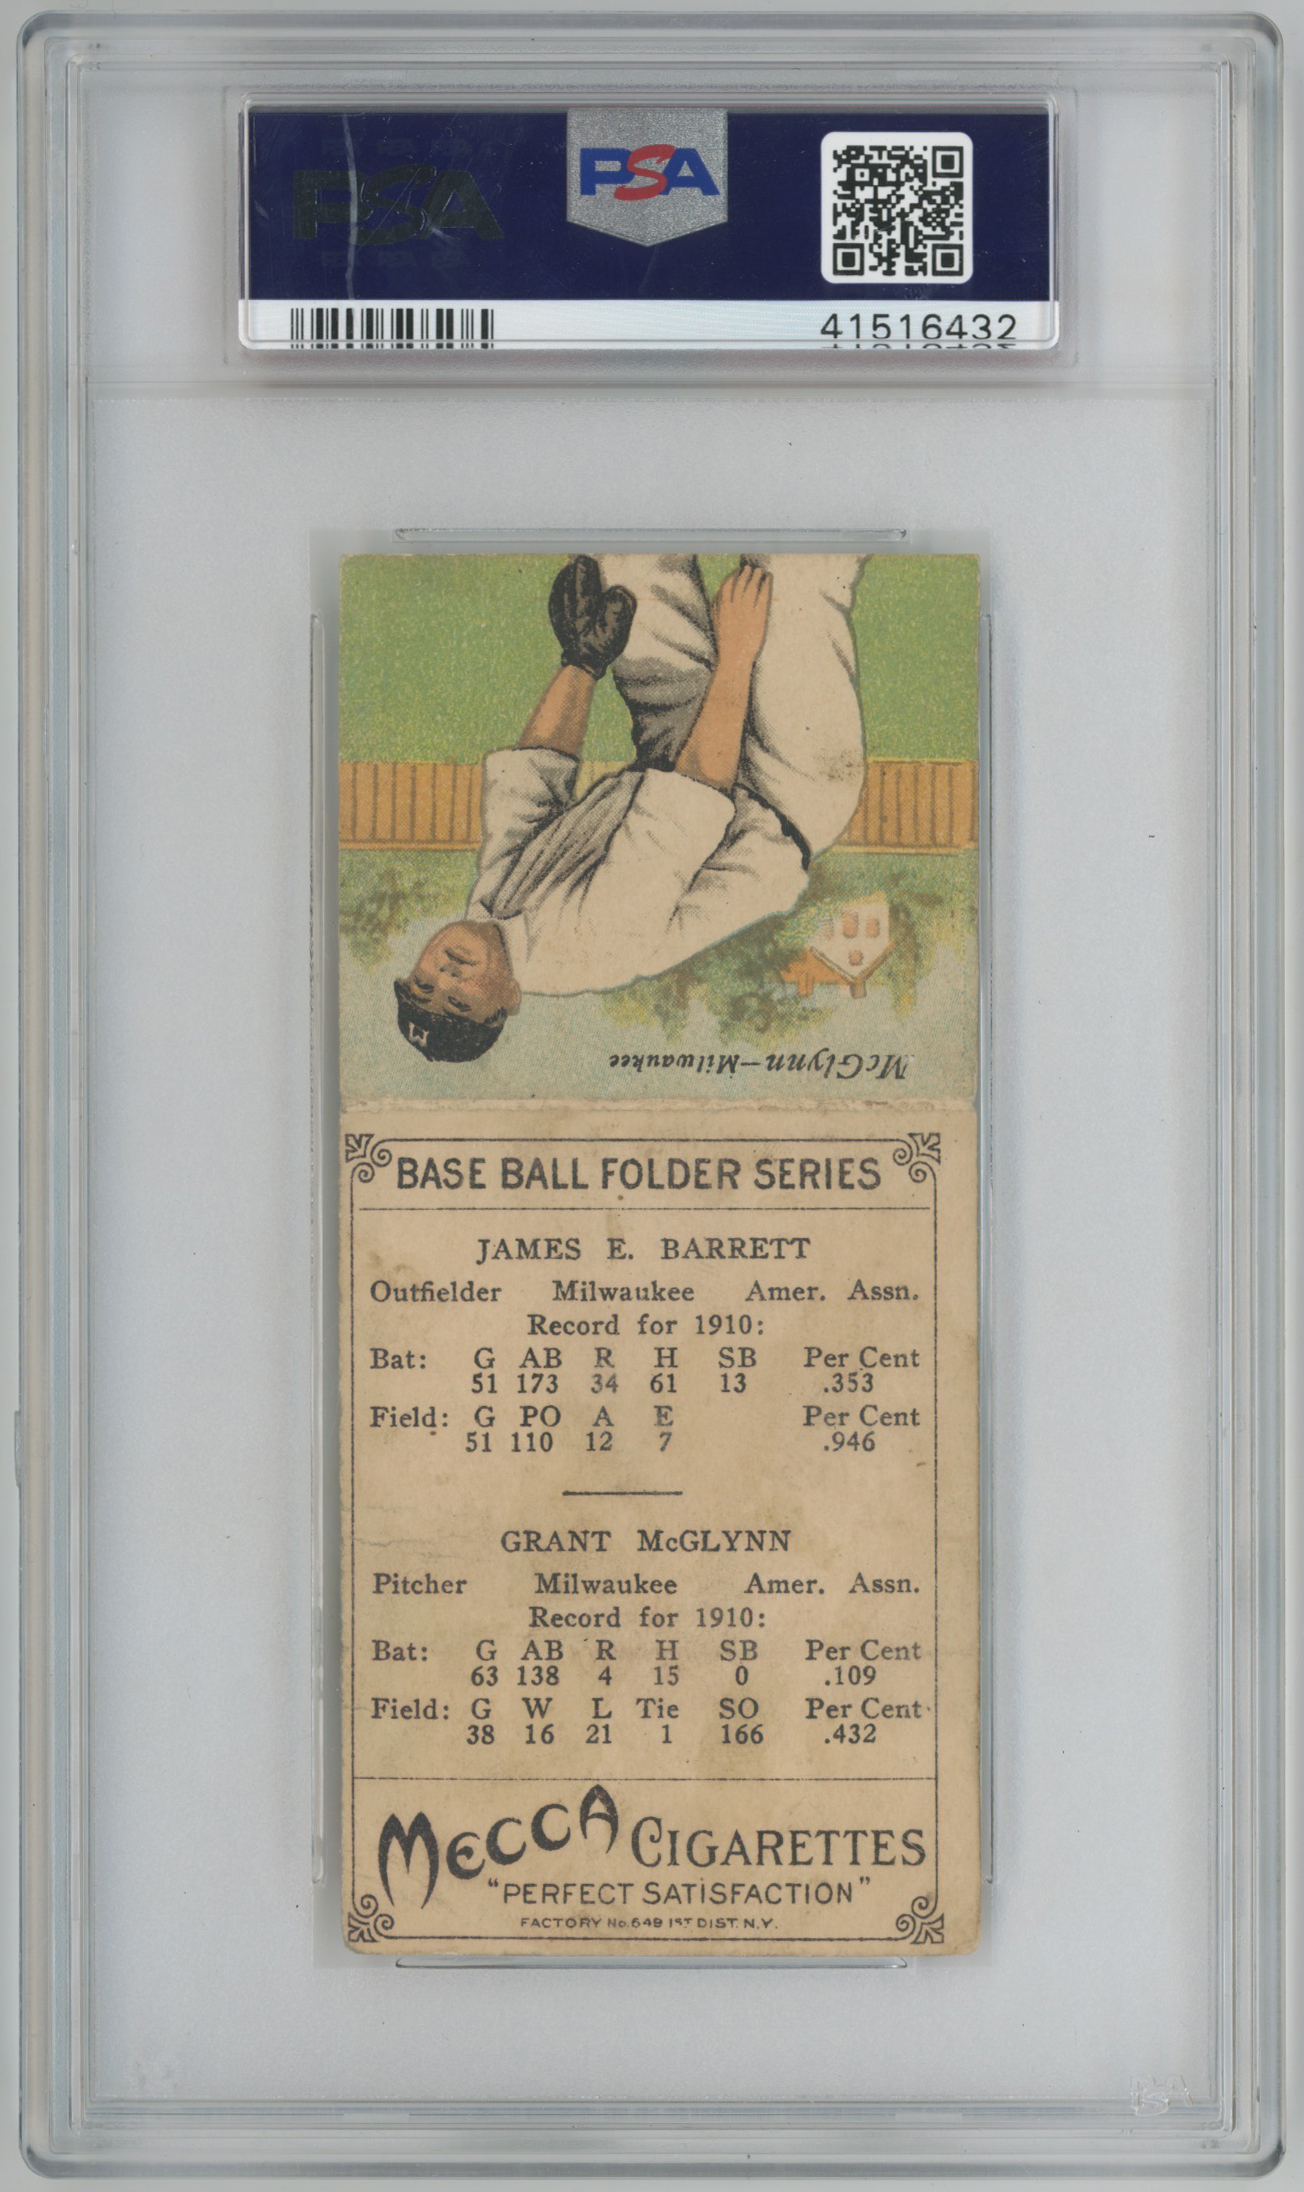 PSA
PSA
41516432
McGlynn—Milwaukee
M
BASE BALL FOLDER SERIES
JAMES E. BARRETT
Outfielder Milwaukee Amer. Assn.
Record for 1910:
Bat: G AB R H SB Per Cent
51 173 34 61 13 .353
Field: G PO A E Per Cent
51 110 12 7 .946
GRANT McGLYNN
Pitcher Milwaukee Amer. Assn.
Record for 1910:
Bat: G AB R H SB Per Cent
63 138 4 15 0 .109
Field: G W L Tie SO Per Cent
38 16 21 1 166 .432
MECCA CIGARETTES
"PERFECT SATISFACTION"
FACTORY No. 649 1ST DIST. N.Y.
PSA